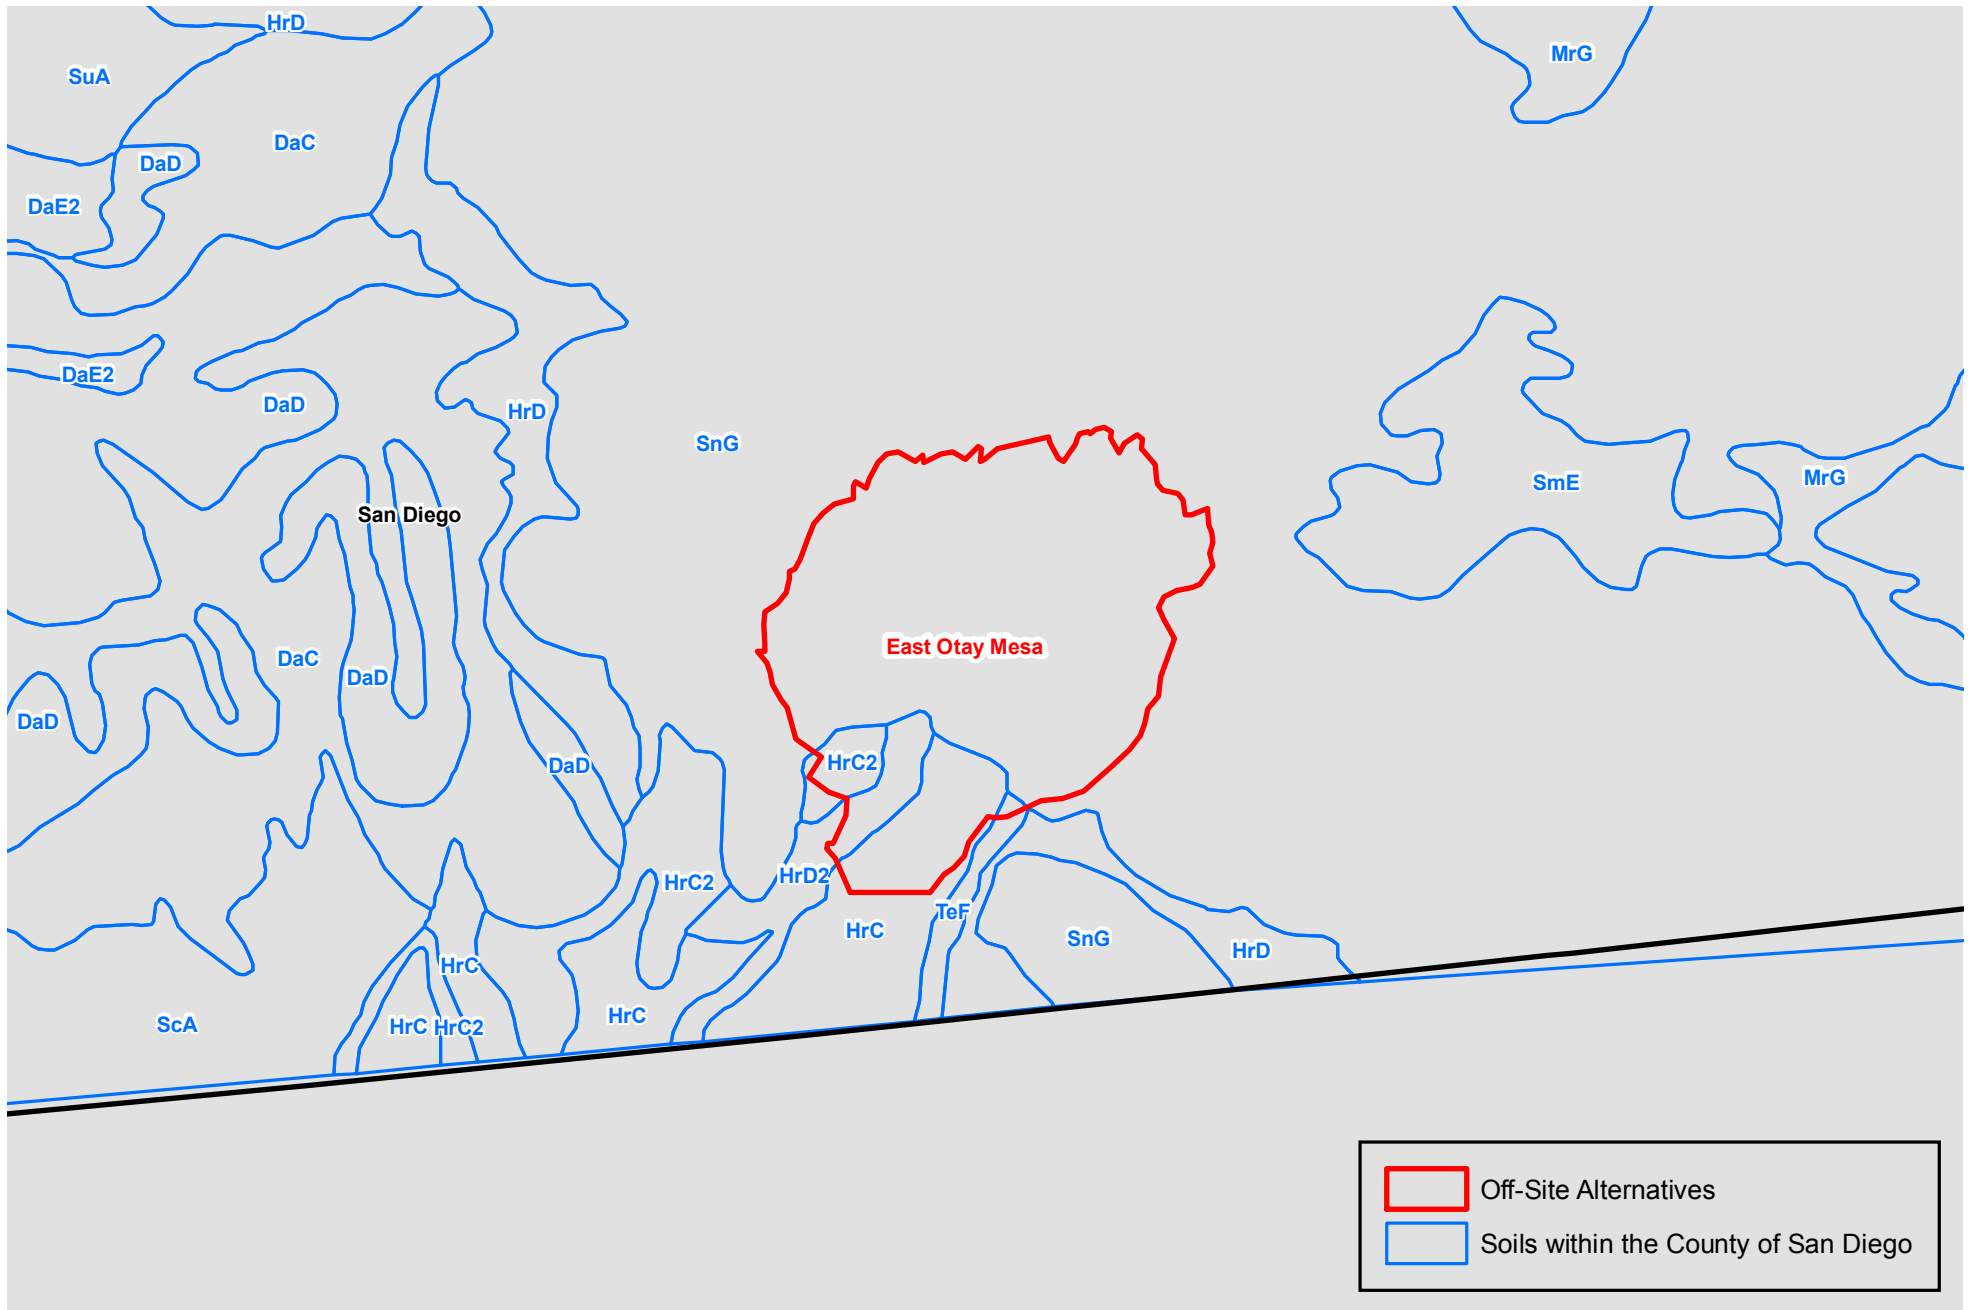 HrD
MrG
SuA
DaC
DaD
DaE2
DaE2
DaD
HrD
SnG
SmE
MrG
San Diego
East Otay Mesa
DaC
DaD
DaD
HrC2
DaD
HrD2
HrC2
TeF
HrC
SnG
HrD
HrC
HrC
ScA
HrC
HrC2
Off-Site Alternatives
Soils within the County of San Diego